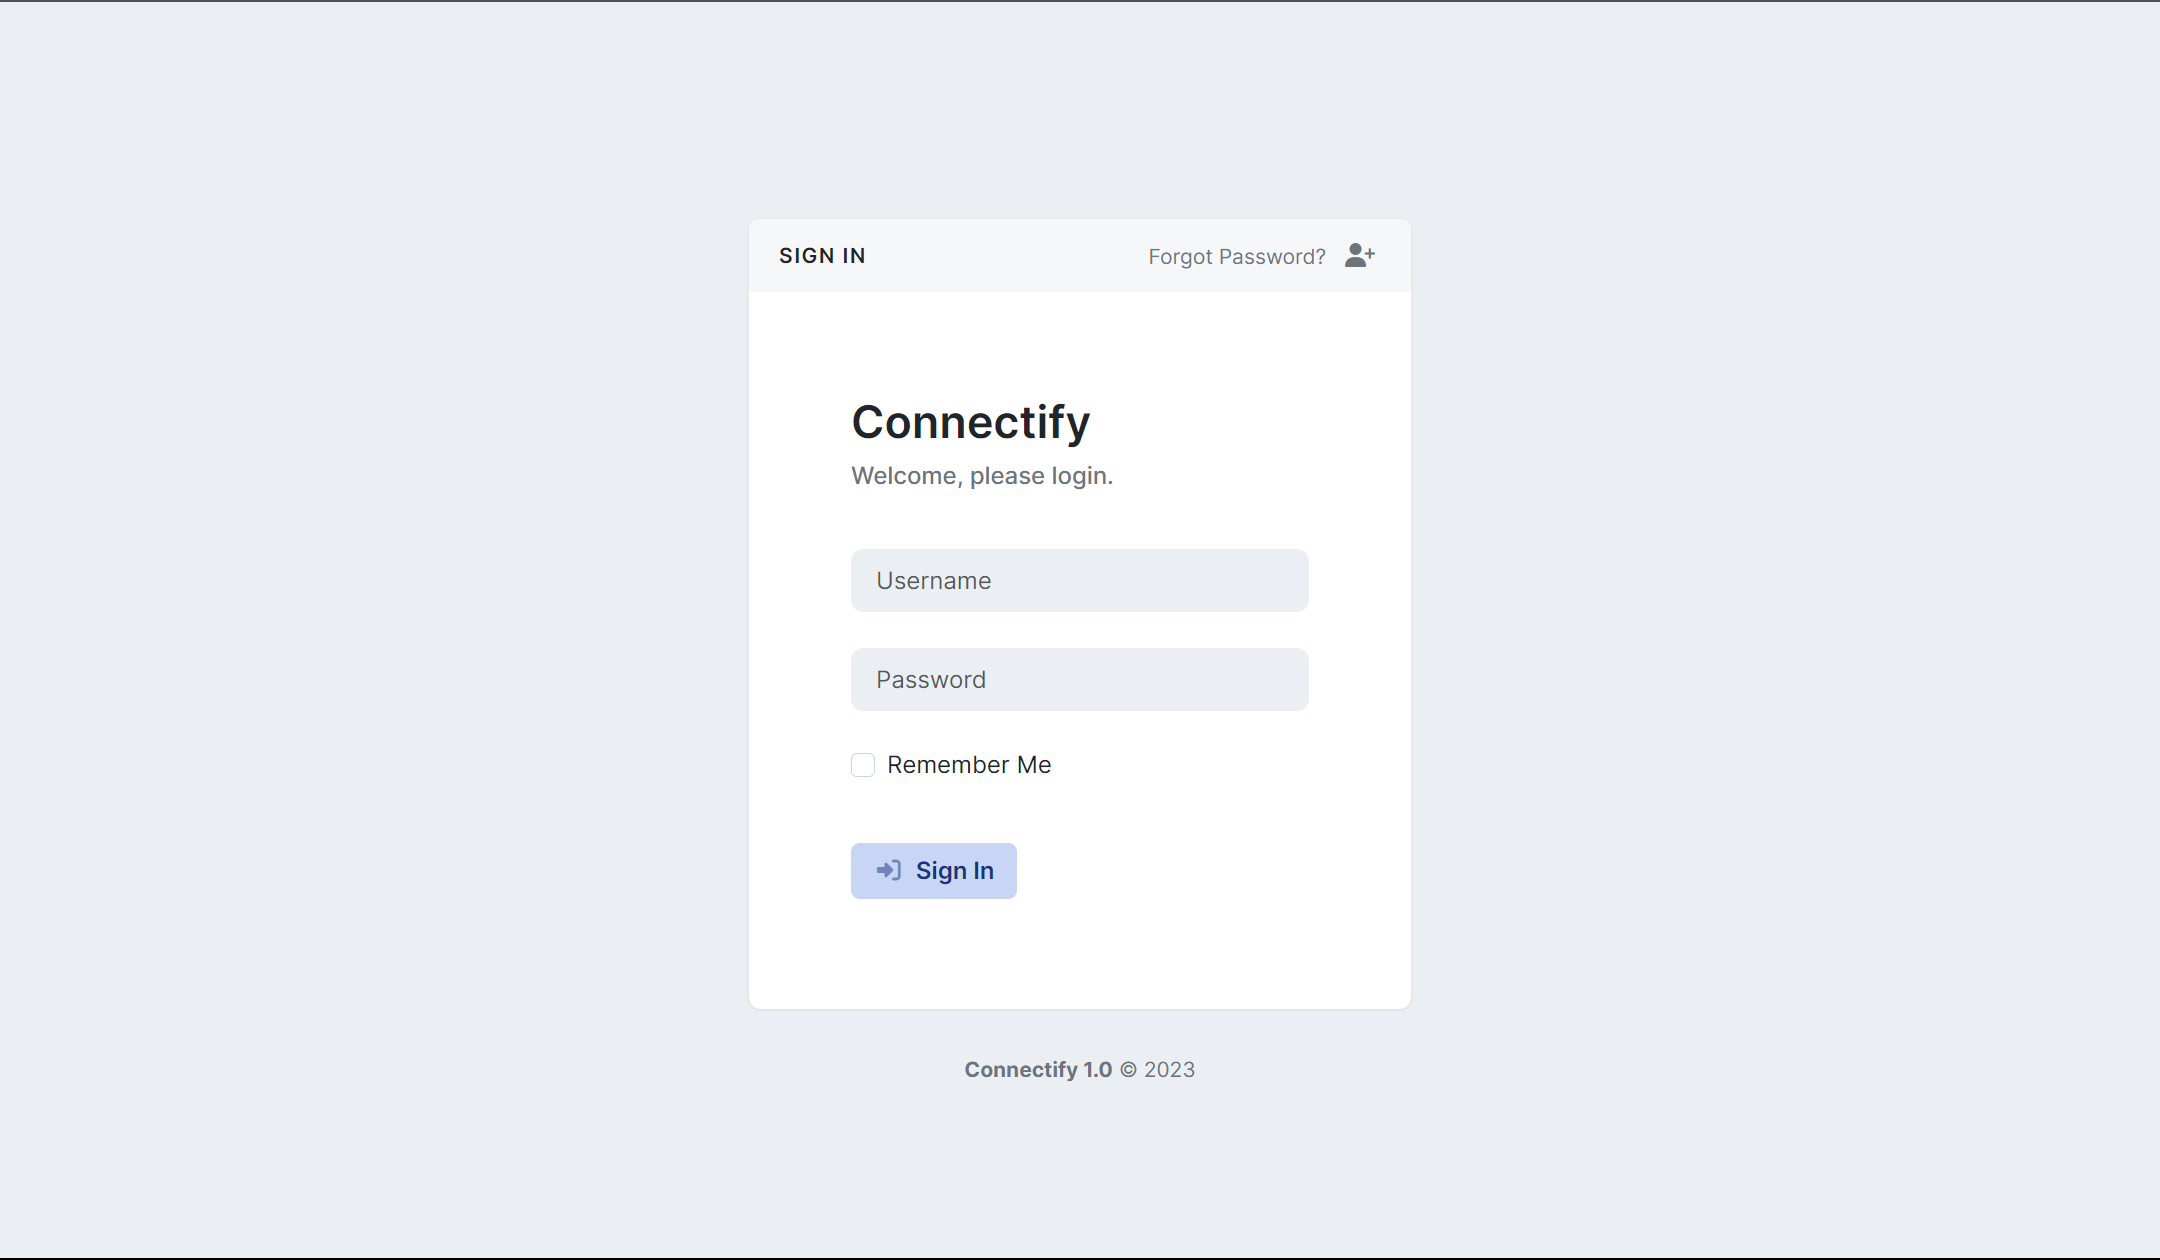 SIGN IN
Forgot Password?
Connectify
Welcome, please login.
Username
Password
Remember Me
Sign In
Connectify 1.0 © 2023